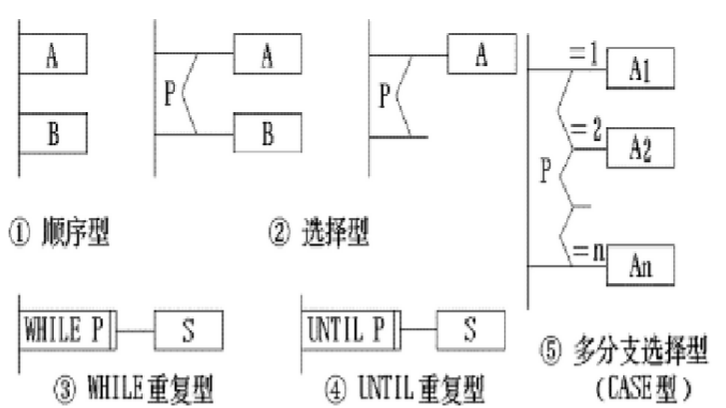 A
B
P
A
B
P
A
P
=1
A1
=2
A2
=n
An
① 顺序型
② 选择型
WHILE P
S
UNTIL P
S
③ WHILE重复型
④ UNTIL重复型
⑤ 多分支选择型
(CASE型)